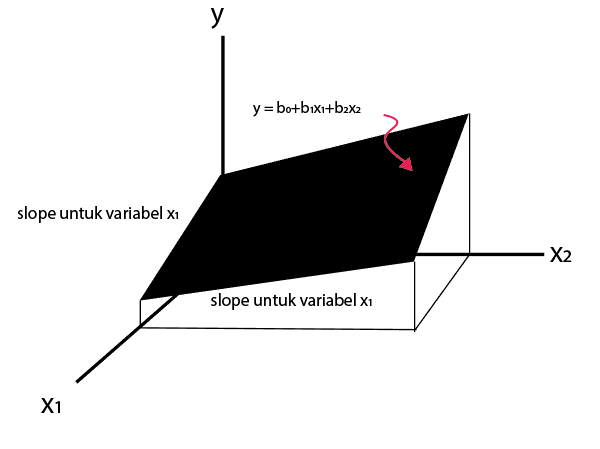 y
y = b₀+b₁x₁+b₂x₂
slope untuk variabel x₁
x₂
slope untuk variabel x₁
x₁